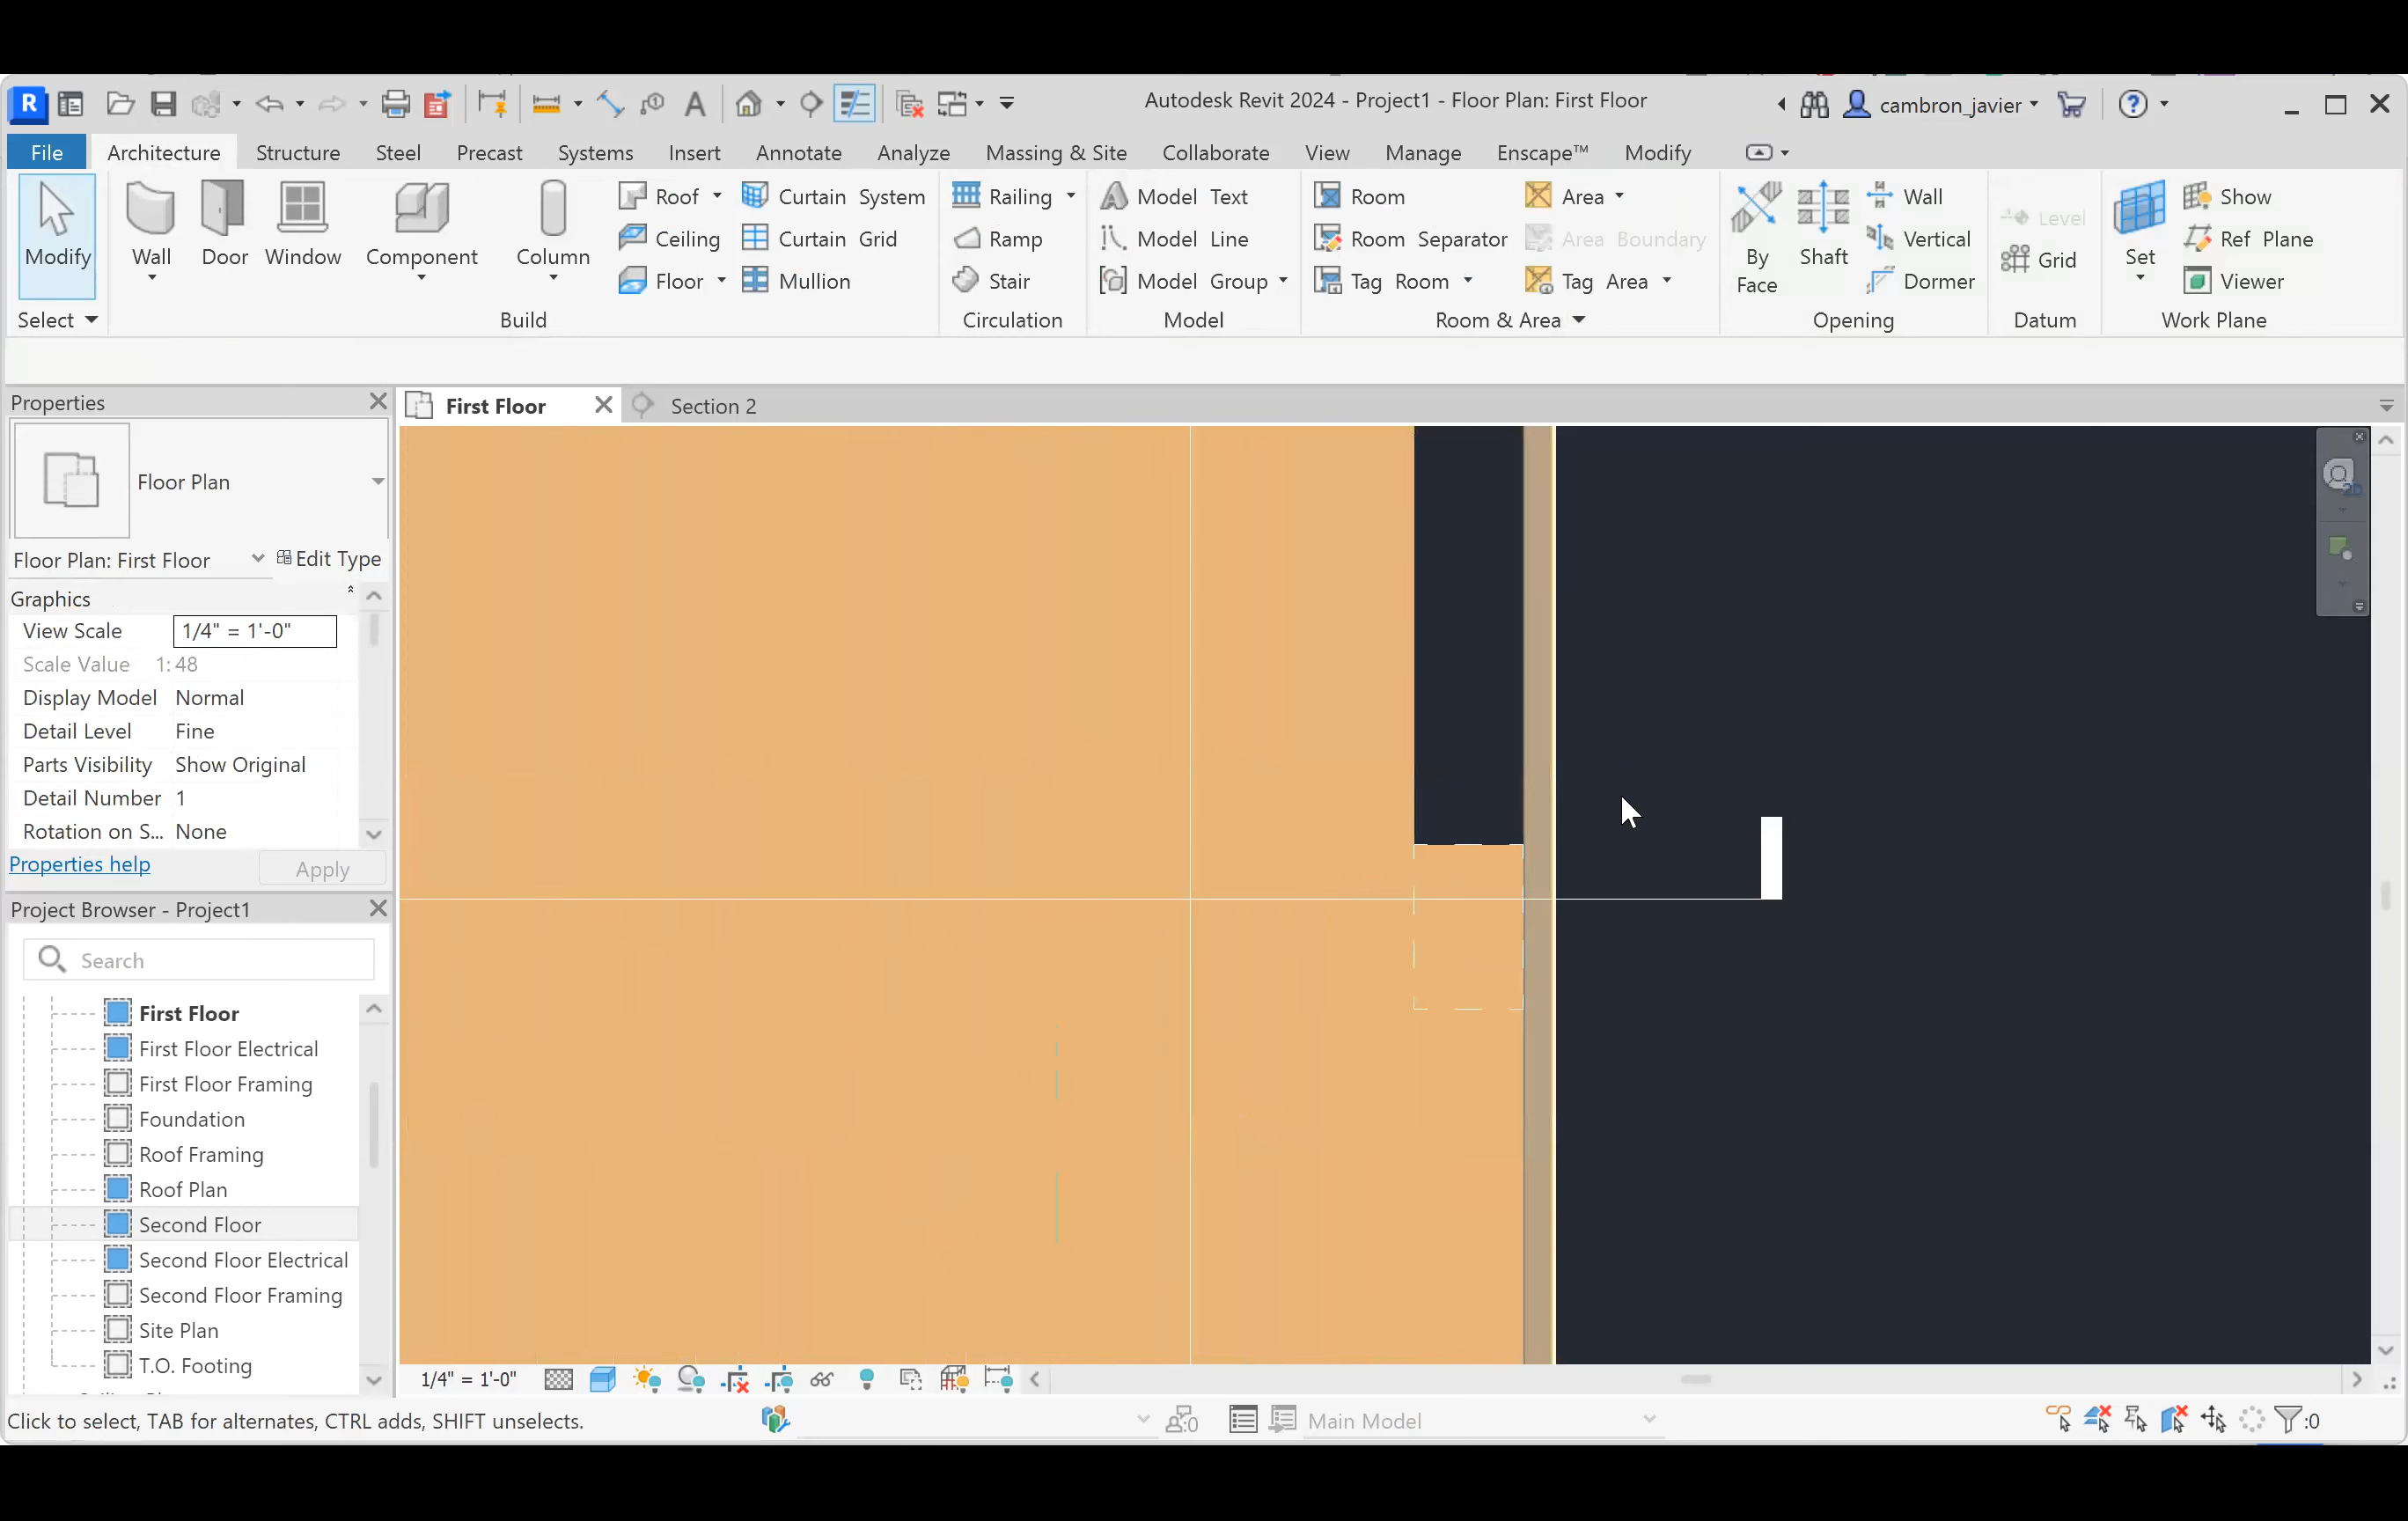 R
Autodesk Revit 2024 - Project1 - Floor Plan: First Floor
cambron_javier
File Architecture Structure Steel Precast Systems Insert Annotate Analyze Massing & Site Collaborate View Manage Enscape™ Modify
Modify
Wall
Door
Window
Component
Column
Roof
Ceiling
Floor
Curtain System
Curtain Grid
Mullion
Railing
Ramp
Stair
Model Text
Model Line
Model Group
Room
Room Separator
Tag Room
Area
Area Boundary
Tag Area
By Face
Shaft
Wall
Vertical
Dormer
Level
Grid
Set
Show
Ref Plane
Viewer
Select Build Circulation Model Room & Area Opening Datum Work Plane
Properties
First Floor
Section 2
Floor Plan
Floor Plan: First Floor
Edit Type
Graphics
View Scale 1/4" = 1'-0"
Scale Value 1:48
Display Model Normal
Detail Level Fine
Parts Visibility Show Original
Detail Number 1
Rotation on S... None
Properties help
Apply
2D
Project Browser - Project1
Search
First Floor
First Floor Electrical
First Floor Framing
Foundation
Roof Framing
Roof Plan
Second Floor
Second Floor Electrical
Second Floor Framing
Site Plan
T.O. Footing
1/4" = 1'-0"
Click to select, TAB for alternates, CTRL adds, SHIFT unselects.
:0
Main Model
:0